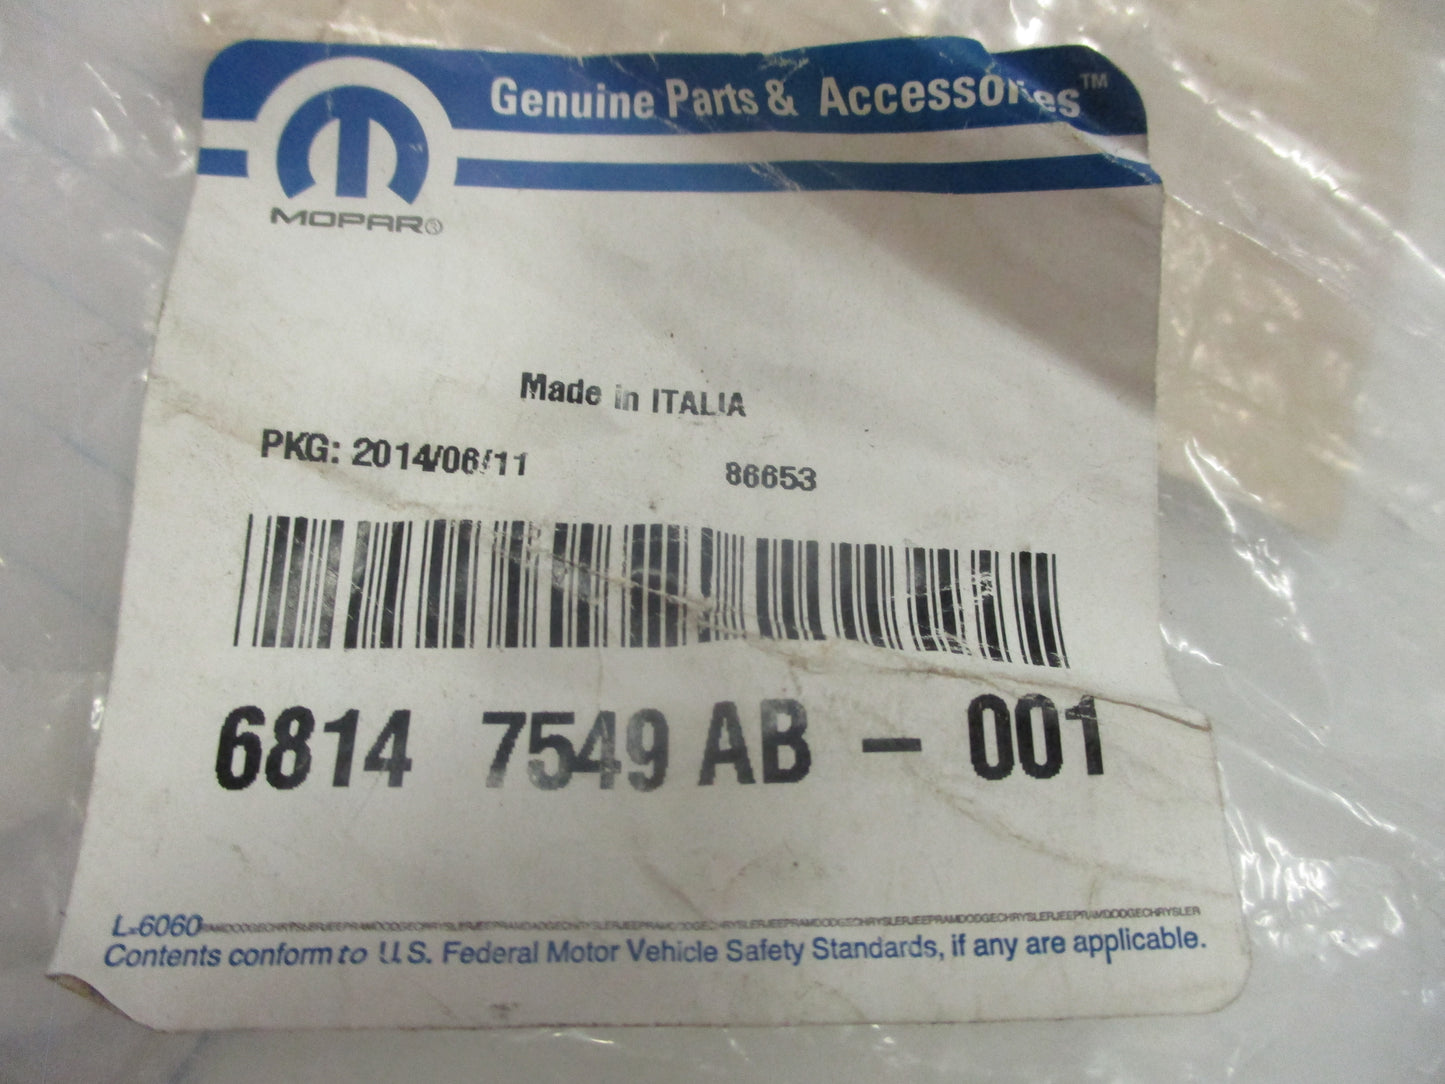 Genuine Parts & Accessories™
MOPAR®
Made in ITALIA
PKG: 2014/06/11 86653
6814 7549 AB – 001
L-6060
Contents conform to U.S. Federal Motor Vehicle Safety Standards, if any are applicable.